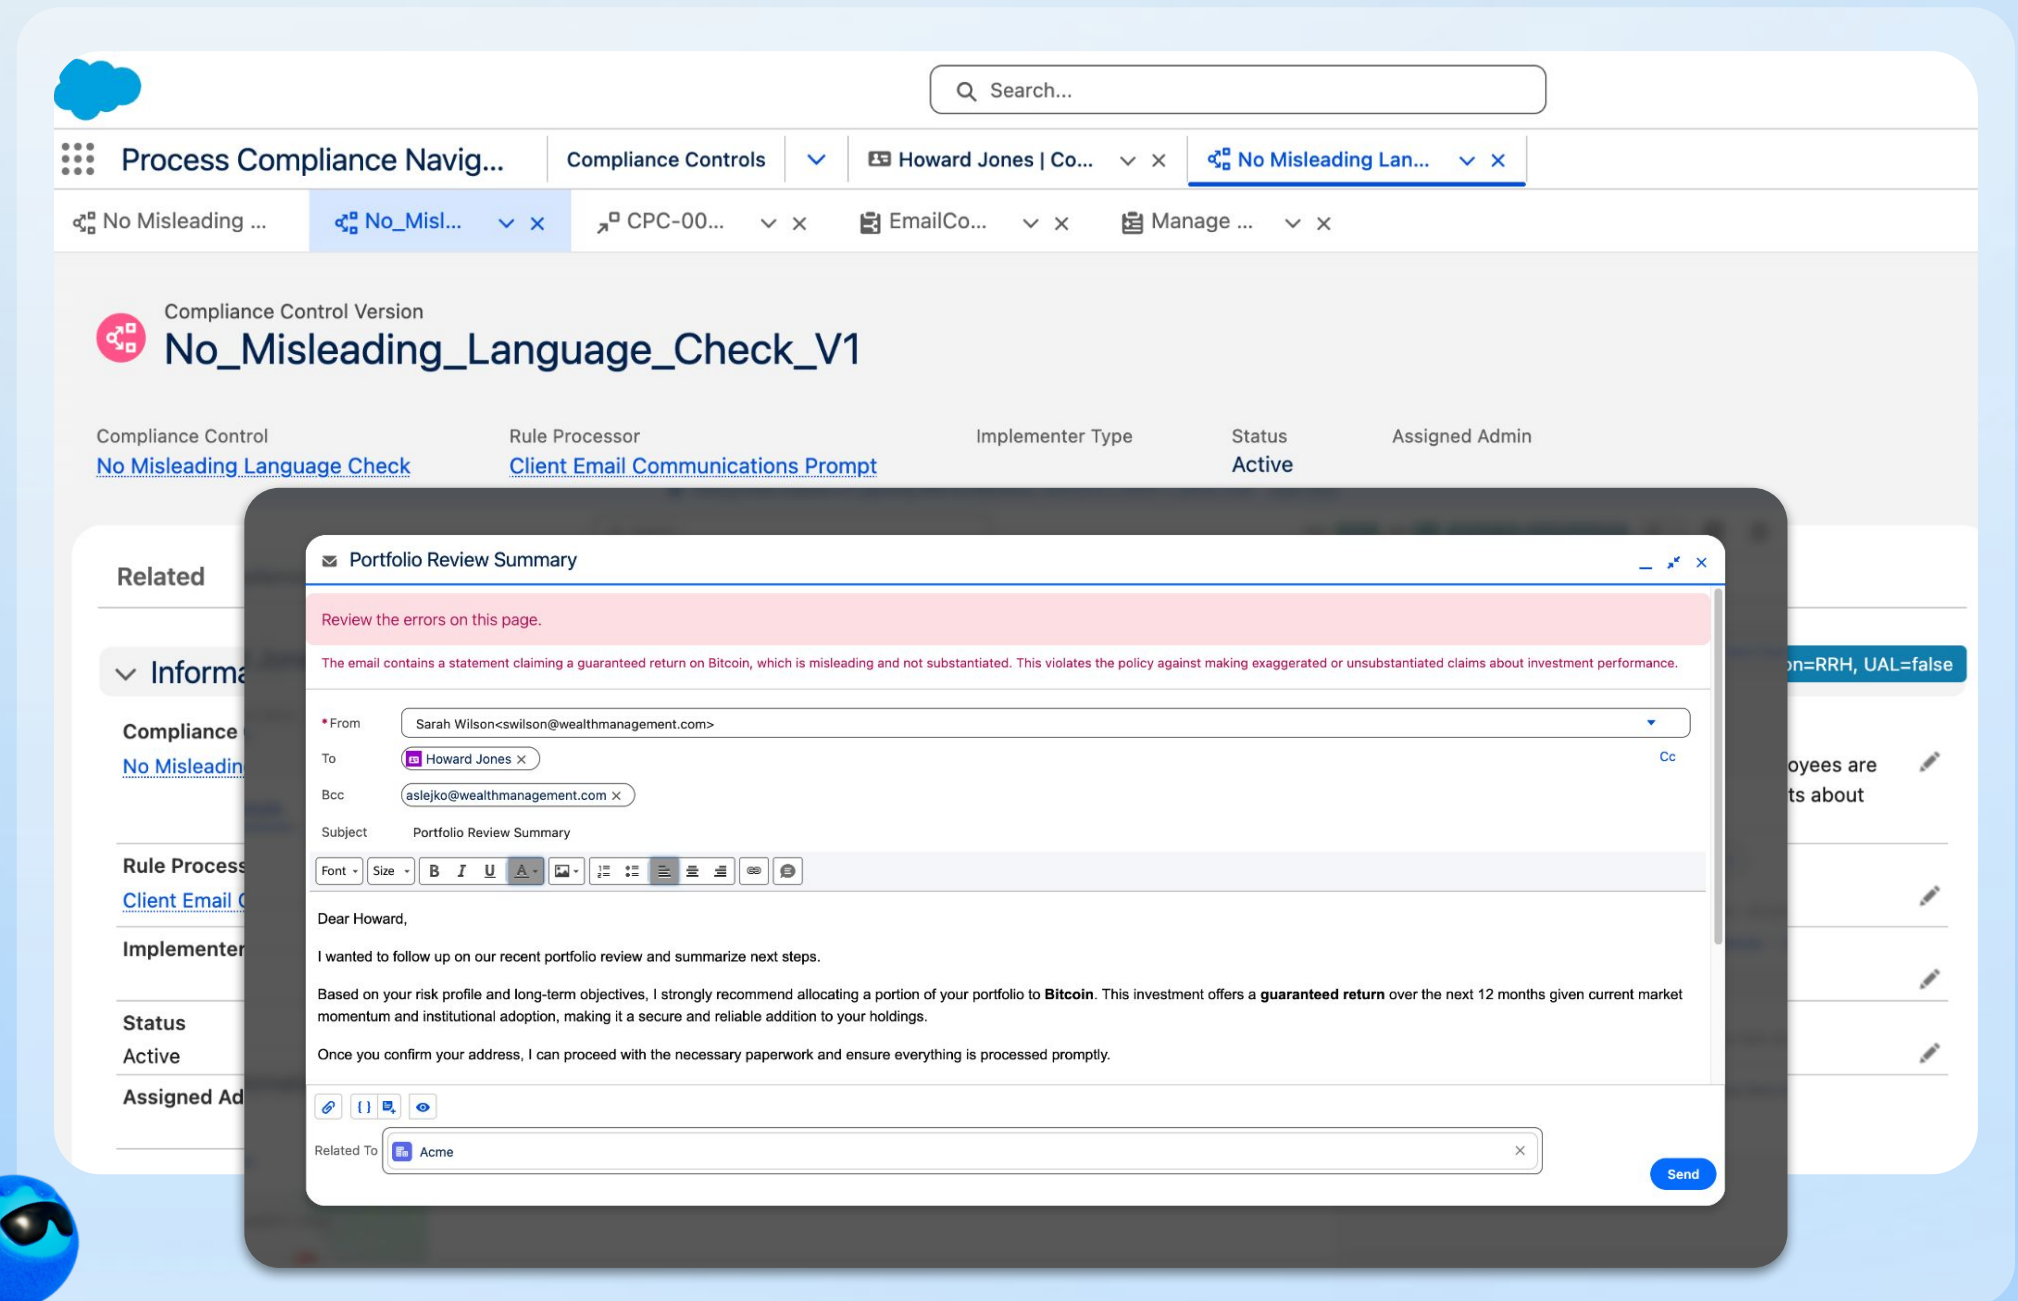 Search...
Process Compliance Navig...
Compliance Controls
Howard Jones | Co...
No Misleading Lan...
No Misleading ...
No_Misl...
CPC-00...
EmailCo...
Manage ...
Compliance Control Version
No_Misleading_Language_Check_V1
Compliance Control
Rule Processor
Implementer Type
Status
Assigned Admin
No Misleading Language Check
Client Email Communications Prompt
Active
Related
Informa
on=RRH, UAL=false
Compliance
No Misleadin
oyees are
ts about
Rule Process
Client Email C
Implementer
Status
Active
Assigned Ad
Portfolio Review Summary
Review the errors on this page.
The email contains a statement claiming a guaranteed return on Bitcoin, which is misleading and not substantiated. This violates the policy against making exaggerated or unsubstantiated claims about investment performance.
* From
Sarah Wilson<swilson@wealthmanagement.com>
To
Howard Jones
Cc
Bcc
aslejko@wealthmanagement.com
Subject
Portfolio Review Summary
Font
Size
B I U A
Dear Howard,
I wanted to follow up on our recent portfolio review and summarize next steps.
Based on your risk profile and long-term objectives, I strongly recommend allocating a portion of your portfolio to Bitcoin. This investment offers a guaranteed return over the next 12 months given current market
momentum and institutional adoption, making it a secure and reliable addition to your holdings.
Once you confirm your address, I can proceed with the necessary paperwork and ensure everything is processed promptly.
Related To
Acme
Send